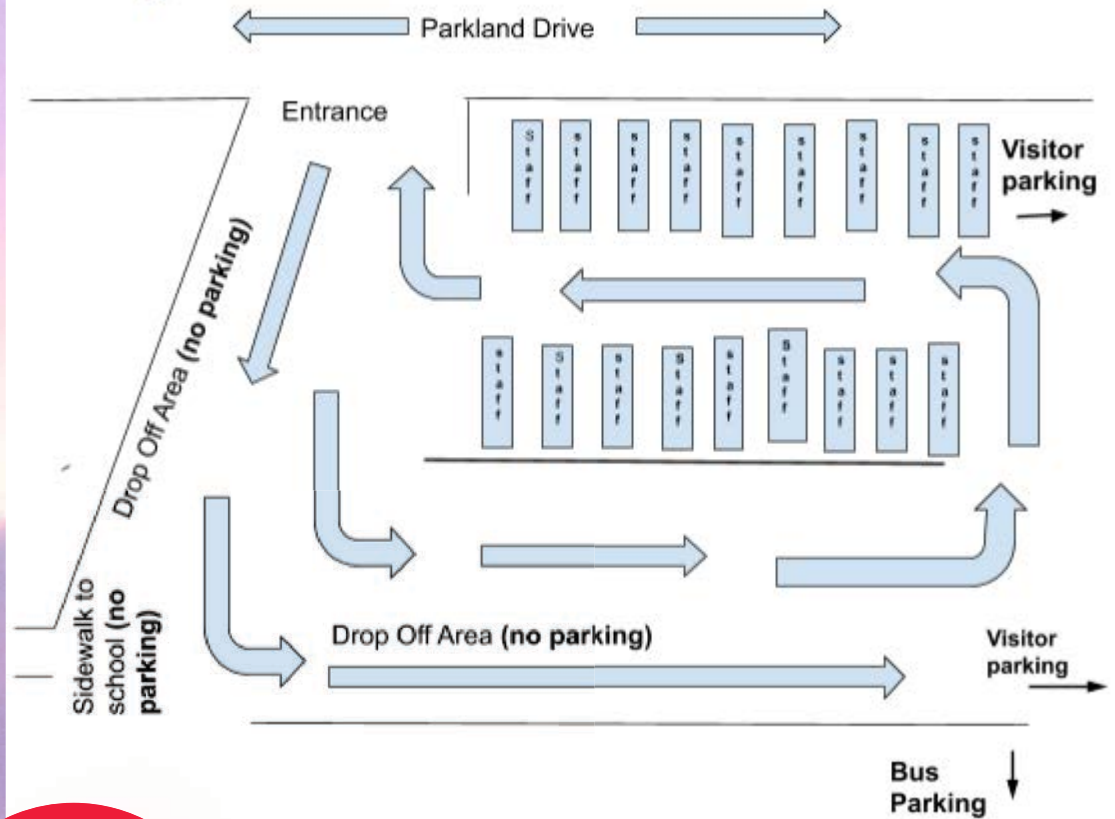 Parkland Drive
Entrance
Staff
staff
staff
staff
staff
staff
staff
staff
staff
Visitor
parking
Drop Off Area (no parking)
staff
Staff
staff
Staff
staff
Staff
staff
staff
staff
Sidewalk to
school (no
parking)
Drop Off Area (no parking)
Visitor
parking
Bus
Parking